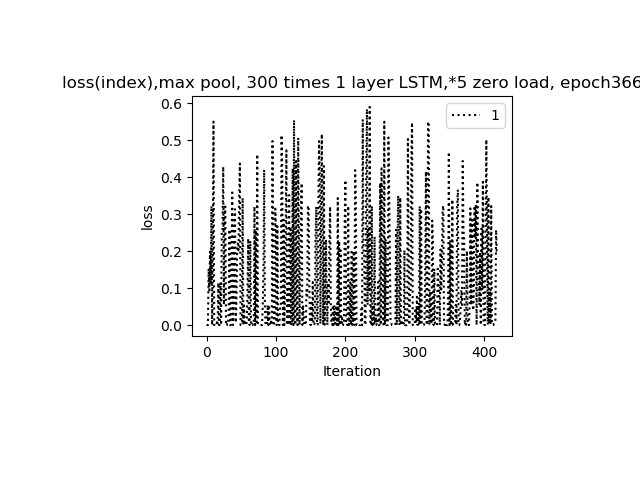 loss(index),max pool, 300 times 1 layer LSTM,*5 zero load, epoch366
0.6
1
0.5
0.4
0.3
0.2
0.1
0.0
loss
0 100 200 300 400
Iteration